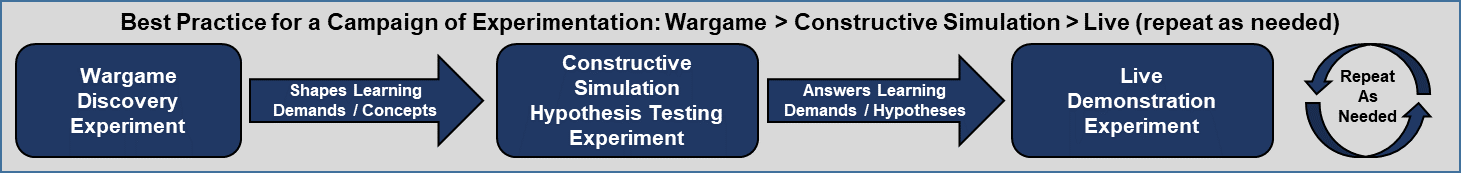 Best Practice for a Campaign of Experimentation: Wargame > Constructive Simulation > Live (repeat as needed)
Wargame
Discovery
Experiment
Shapes Learning
Demands / Concepts
Constructive
Simulation
Hypothesis Testing
Experiment
Answers Learning
Demands / Hypotheses
Live
Demonstration
Experiment
Repeat
As
Needed